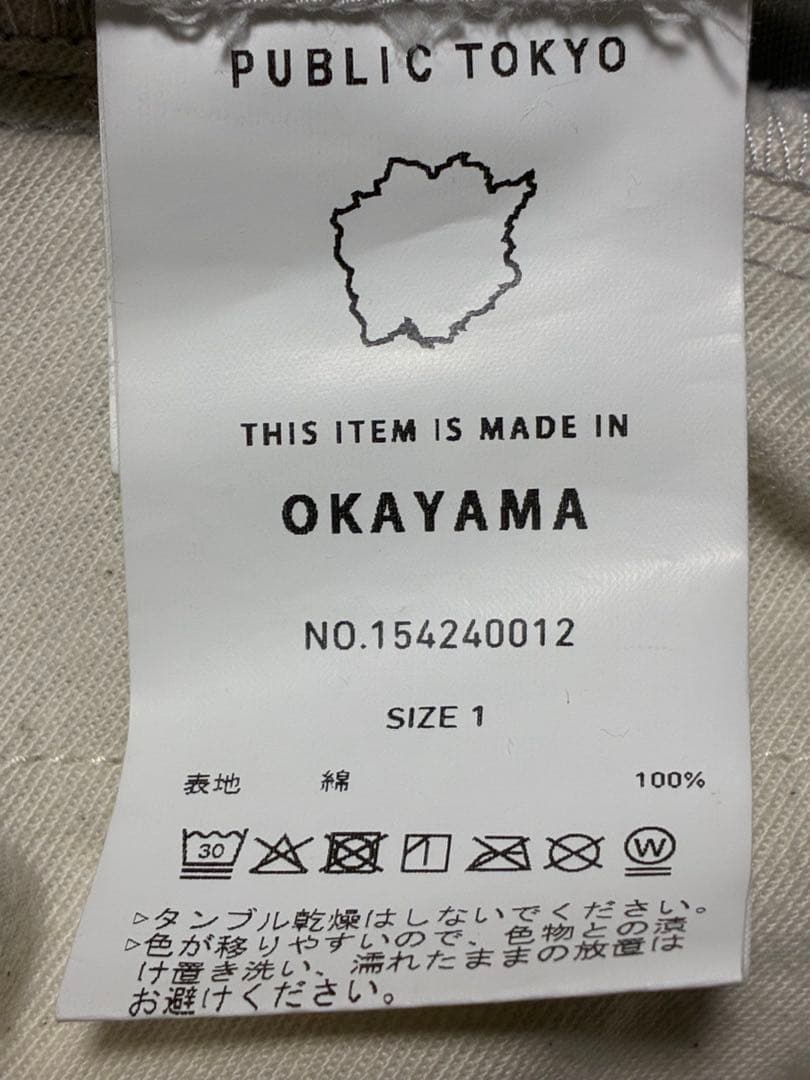 PUBLIC TOKYO
THIS ITEM IS MADE IN
OKAYAMA
NO.154240012
SIZE 1
表地 綿 100%
30 W
▷タンブル乾燥はしないでください。
▷色が移りやすいので、色物との漬
け置き洗い、濡れたままの放置は
お避けください。